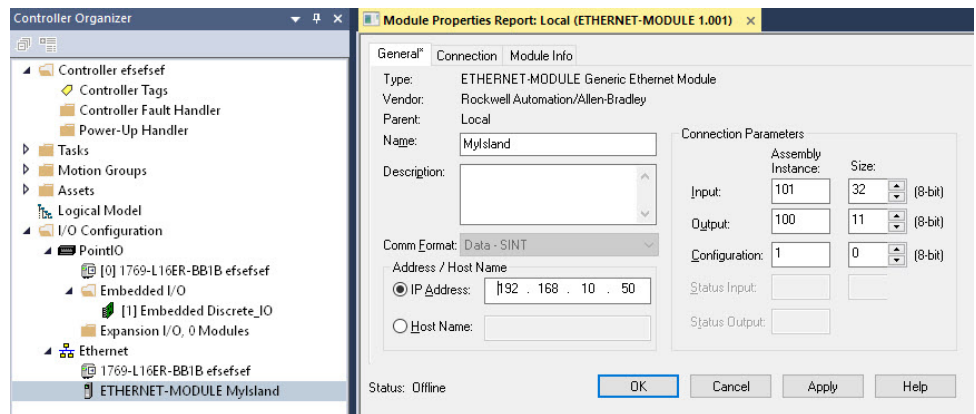 Controller Organizer
Controller efsefsef
Controller Tags
Controller Fault Handler
Power-Up Handler
Tasks
Motion Groups
Assets
Logical Model
I/O Configuration
PointIO
[0] 1769-L16ER-BB1B efsefsef
Embedded I/O
[1] Embedded Discrete_IO
Expansion I/O, 0 Modules
Ethernet
1769-L16ER-BB1B efsefsef
ETHERNET-MODULE MyIsland
Module Properties Report: Local (ETHERNET-MODULE 1.001)
General* Connection Module Info
Type: ETHERNET-MODULE Generic Ethernet Module
Vendor: Rockwell Automation/Allen-Bradley
Parent: Local
Name: MyIsland
Description:
Comm Format: Data - SINT
Address / Host Name
IP Address: 192 . 168 . 10 . 50
Host Name:
Connection Parameters
Assembly Instance: Size:
Input: 101 32 (8-bit)
Output: 100 11 (8-bit)
Configuration: 1 0 (8-bit)
Status Input:
Status Output:
Status: Offline
OK Cancel Apply Help